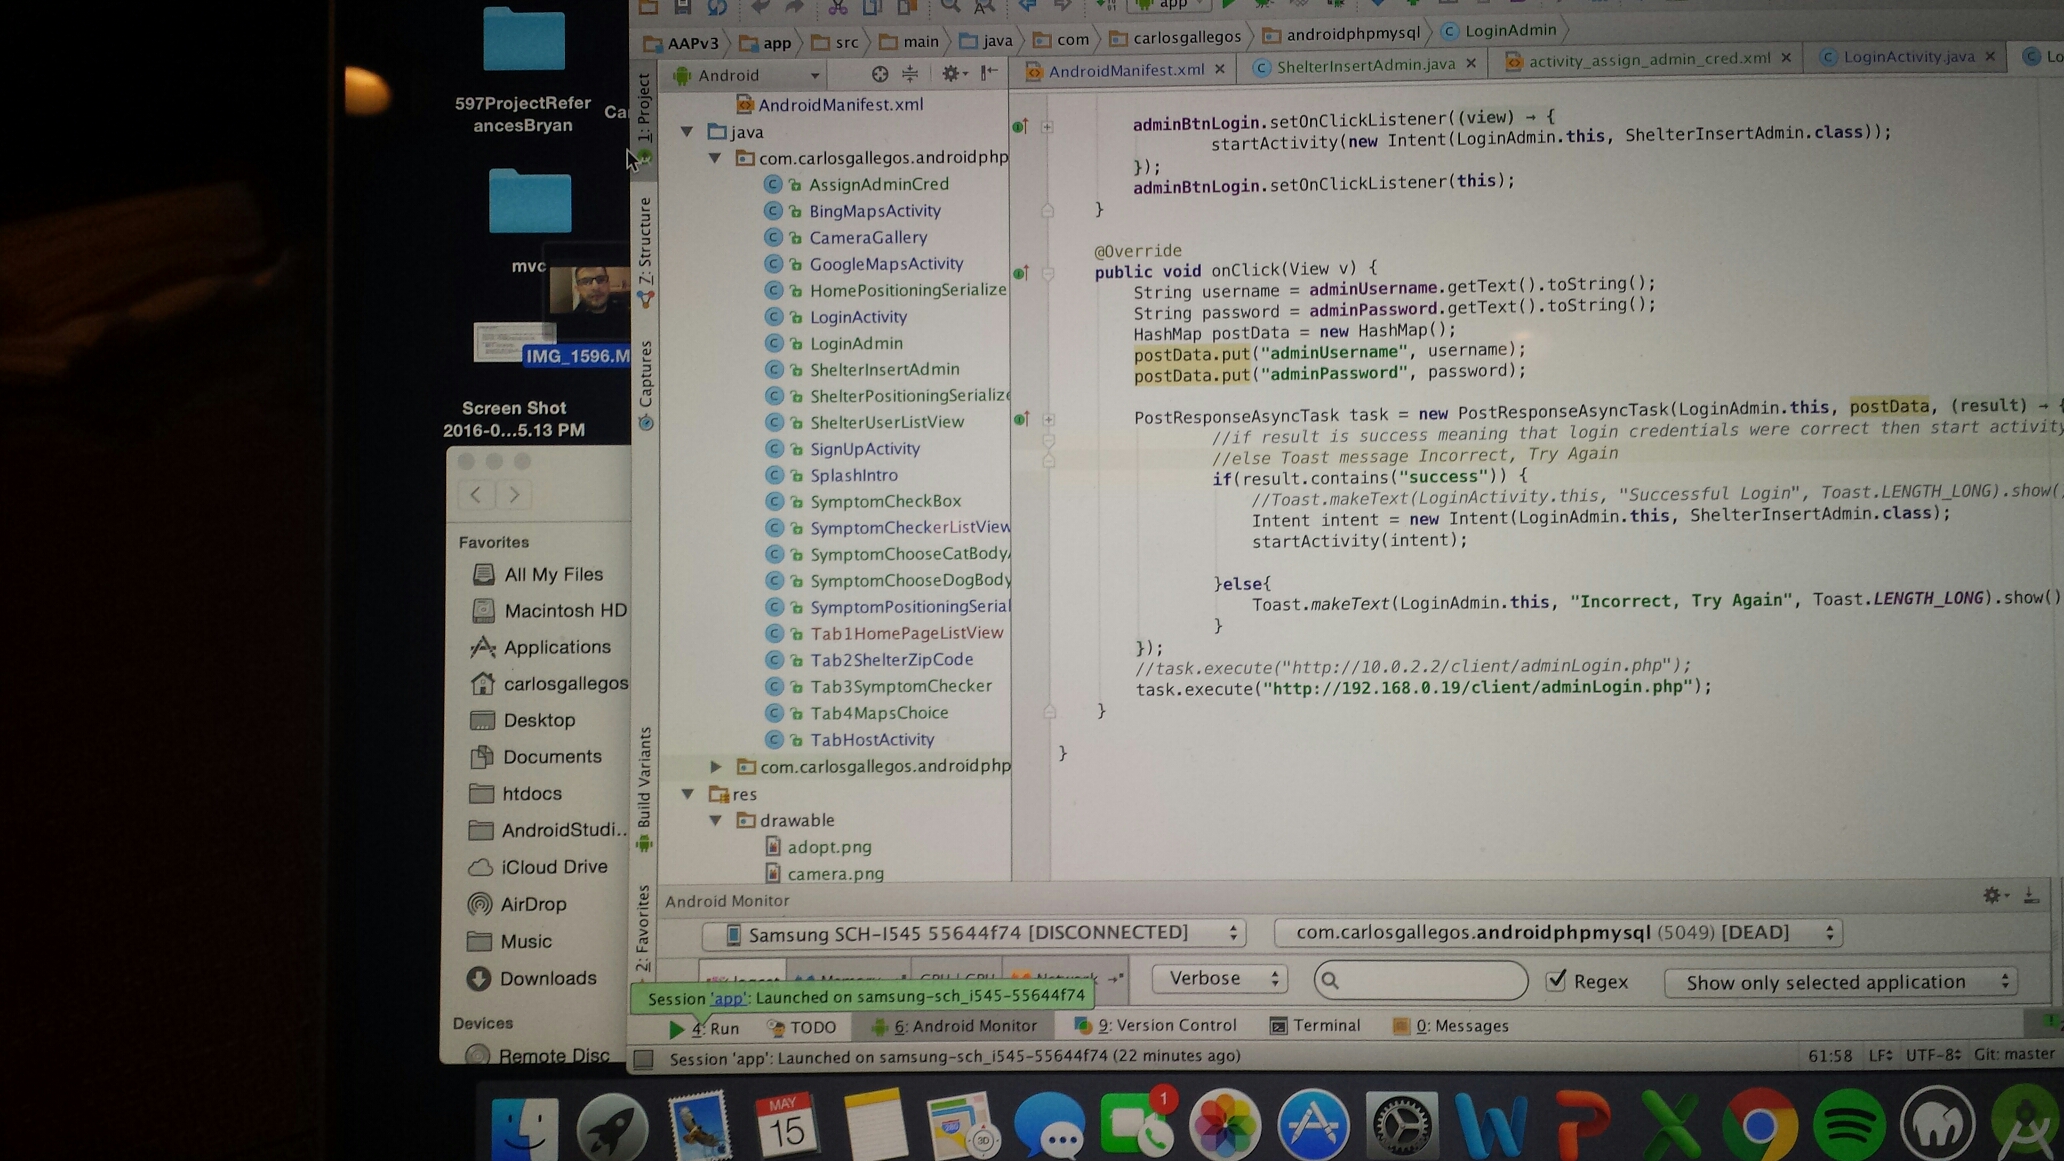 597ProjectRefer
ancesBryan
Ca
mvc
IMG_1596.M
Screen Shot
2016-0...5.13 PM
Favorites
All My Files
Macintosh HD
Applications
carlosgallegos
Desktop
Documents
htdocs
AndroidStudi..
iCloud Drive
AirDrop
Music
Downloads
Devices
Remote Disc
app
AAPv3
app
src
main
java
com
carlosgallegos
androidphpmysql
LoginAdmin
1: Project
Z: Structure
Captures
Build Variants
2: Favorites
Android
AndroidManifest.xml
java
com.carlosgallegos.androidphp
AssignAdminCred
BingMapsActivity
CameraGallery
GoogleMapsActivity
HomePositioningSerialize
LoginActivity
LoginAdmin
ShelterInsertAdmin
ShelterPositioningSerialize
ShelterUserListView
SignUpActivity
SplashIntro
SymptomCheckBox
SymptomCheckerListView
SymptomChooseCatBody
SymptomChooseDogBody
SymptomPositioningSerial
Tab1HomePageListView
Tab2ShelterZipCode
Tab3SymptomChecker
Tab4MapsChoice
TabHostActivity
com.carlosgallegos.androidphp
res
drawable
adopt.png
camera.png
AndroidManifest.xml × ShelterInsertAdmin.java × activity_assign_admin_cred.xml × LoginActivity.java × Lo
adminBtnLogin.setOnClickListener((view) → {
startActivity(new Intent(LoginAdmin.this, ShelterInsertAdmin.class));
});
adminBtnLogin.setOnClickListener(this);
}
@Override
public void onClick(View v) {
String username = adminUsername.getText().toString();
String password = adminPassword.getText().toString();
HashMap postData = new HashMap();
postData.put("adminUsername", username);
postData.put("adminPassword", password);
PostResponseAsyncTask task = new PostResponseAsyncTask(LoginAdmin.this, postData, (result) → {
//if result is success meaning that login credentials were correct then start activity
//else Toast message Incorrect, Try Again
if(result.contains("success")) {
//Toast.makeText(LoginActivity.this, "Successful Login", Toast.LENGTH_LONG).show(
Intent intent = new Intent(LoginAdmin.this, ShelterInsertAdmin.class);
startActivity(intent);
}else{
Toast.makeText(LoginAdmin.this, "Incorrect, Try Again", Toast.LENGTH_LONG).show()
}
});
//task.execute("http://10.0.2.2/client/adminLogin.php");
task.execute("http://192.168.0.19/client/adminLogin.php");
}
}
Android Monitor
Samsung SCH-I545 55644f74 [DISCONNECTED]
com.carlosgallegos.androidphpmysql (5049) [DEAD]
Verbose
Regex
Show only selected application
Session 'app': Launched on samsung-sch_i545-55644f74
4: Run
TODO
6: Android Monitor
9: Version Control
Terminal
0: Messages
Session 'app': Launched on samsung-sch_i545-55644f74 (22 minutes ago)
61:58 LF UTF-8 Git: master
MAY
15
280
3D
1